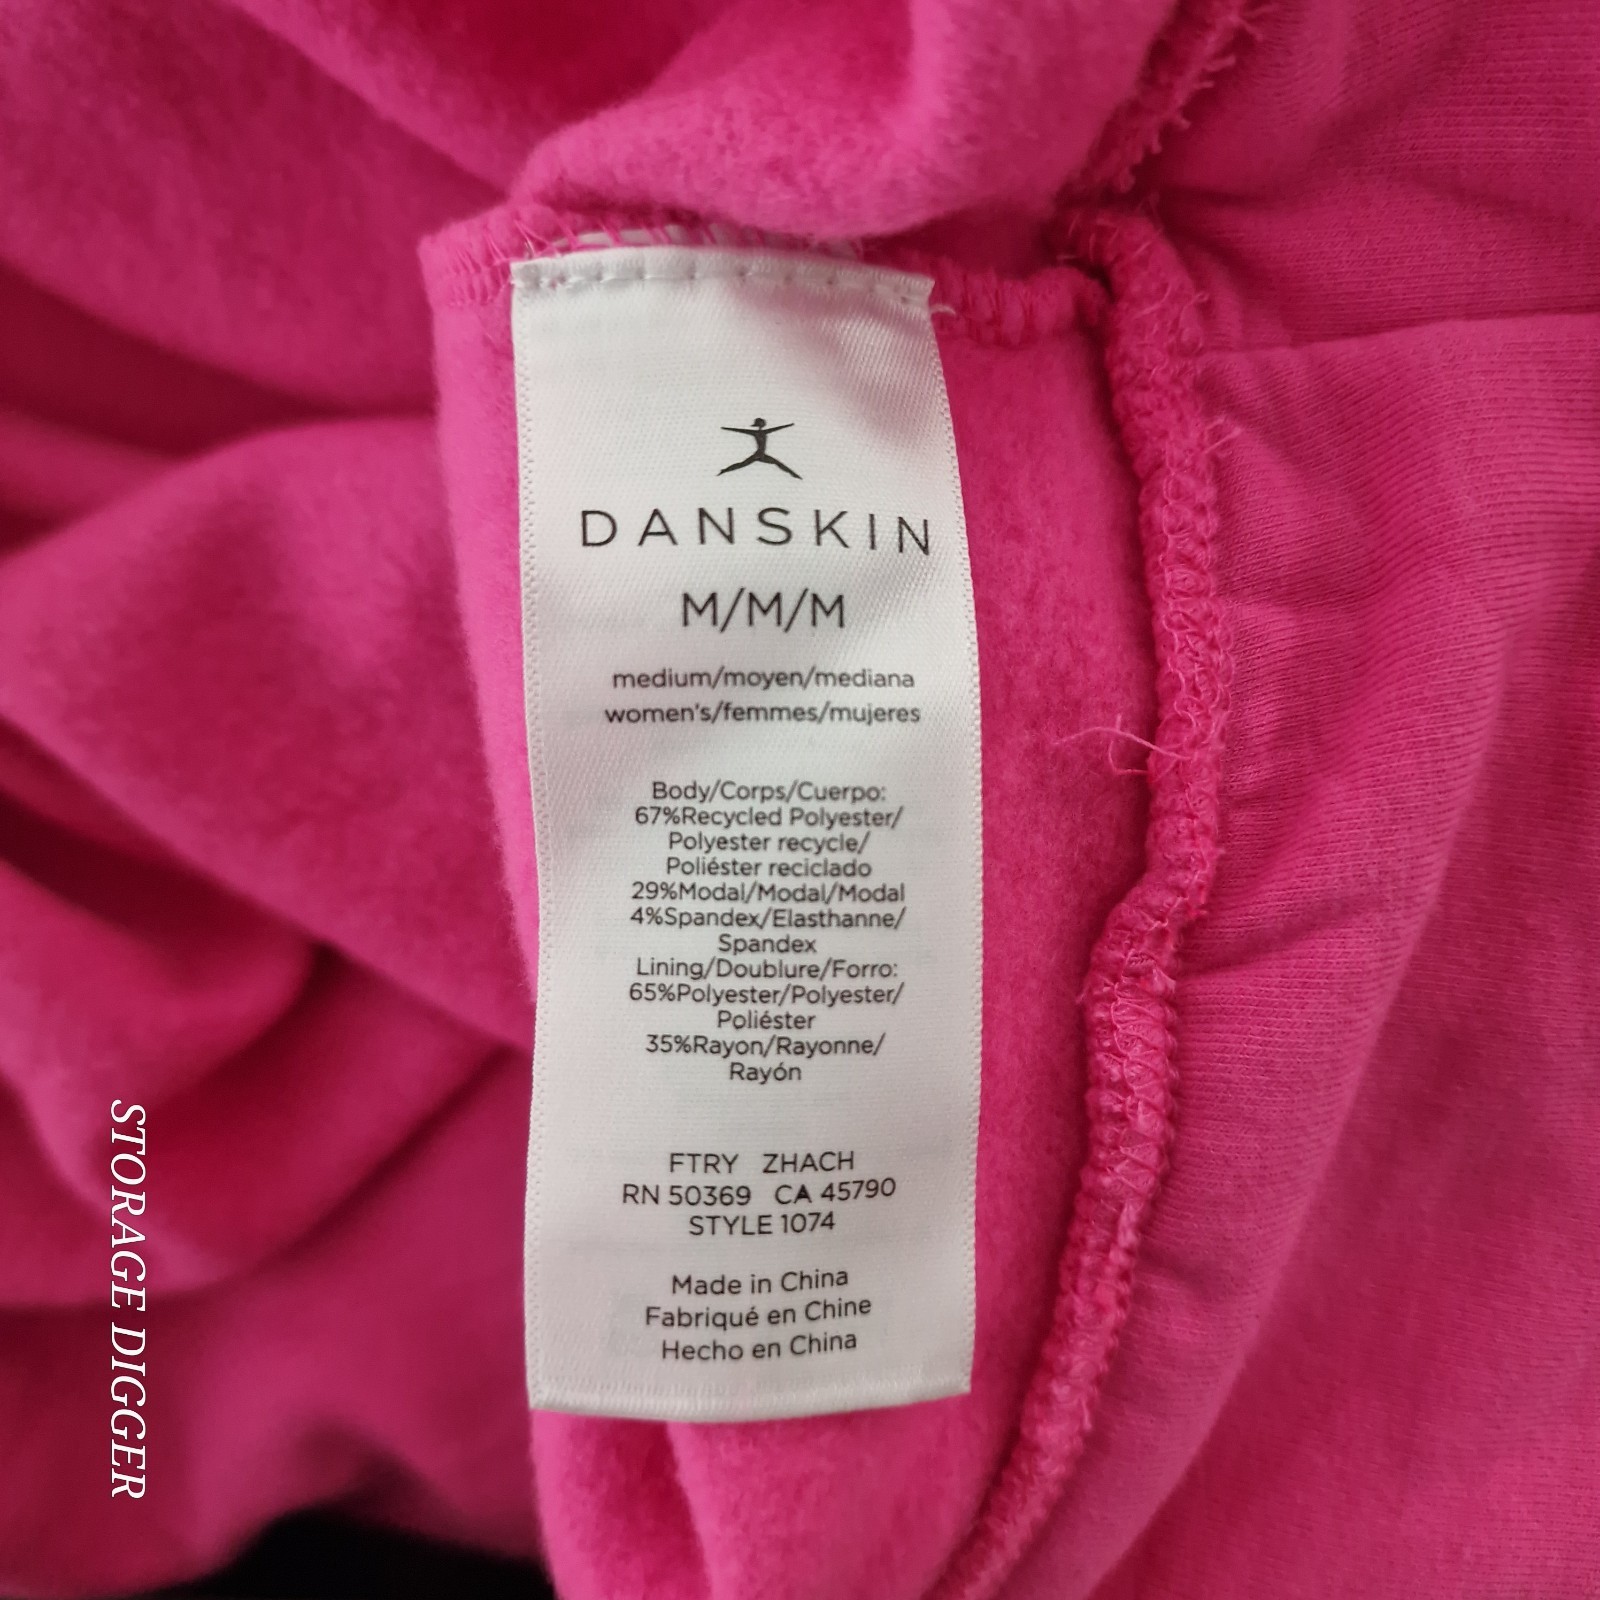 DANSKIN
M/M/M
medium/moyen/mediana
women's/femmes/mujeres
Body/Corps/Cuerpo:
67%Recycled Polyester/
Polyester recycle/
Poliéster reciclado
29%Modal/Modal/Modal
4%Spandex/Elasthanne/
Spandex
Lining/Doublure/Forro:
65%Polyester/Polyester/
Poliéster
35%Rayon/Rayonne/
Rayón
FTRY ZHACH
RN 50369 CA 45790
STYLE 1074
Made in China
Fabriqué en Chine
Hecho en China
STORAGE DIGGER